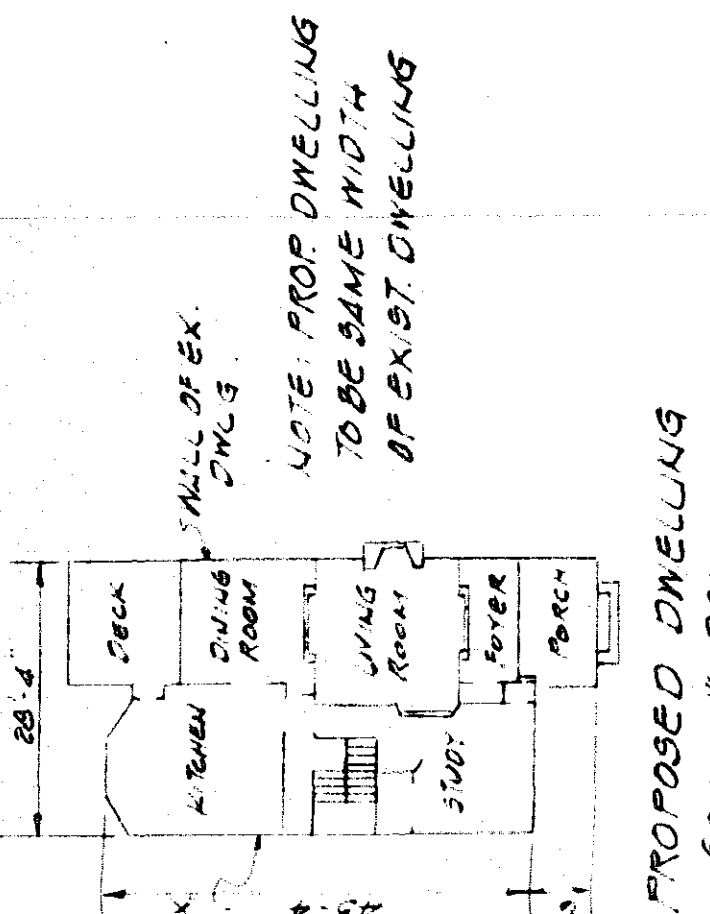 28'-4"
DECK
WALL OF EX.
DWLG.
DINING
ROOM
KITCHEN
NOTE: PROP. DWELLING
TO BE SAME WIDTH
OF EXIST. DWELLING
LIVING
ROOM
STUDY
FOYER
PORCH
PROPOSED DWELLING